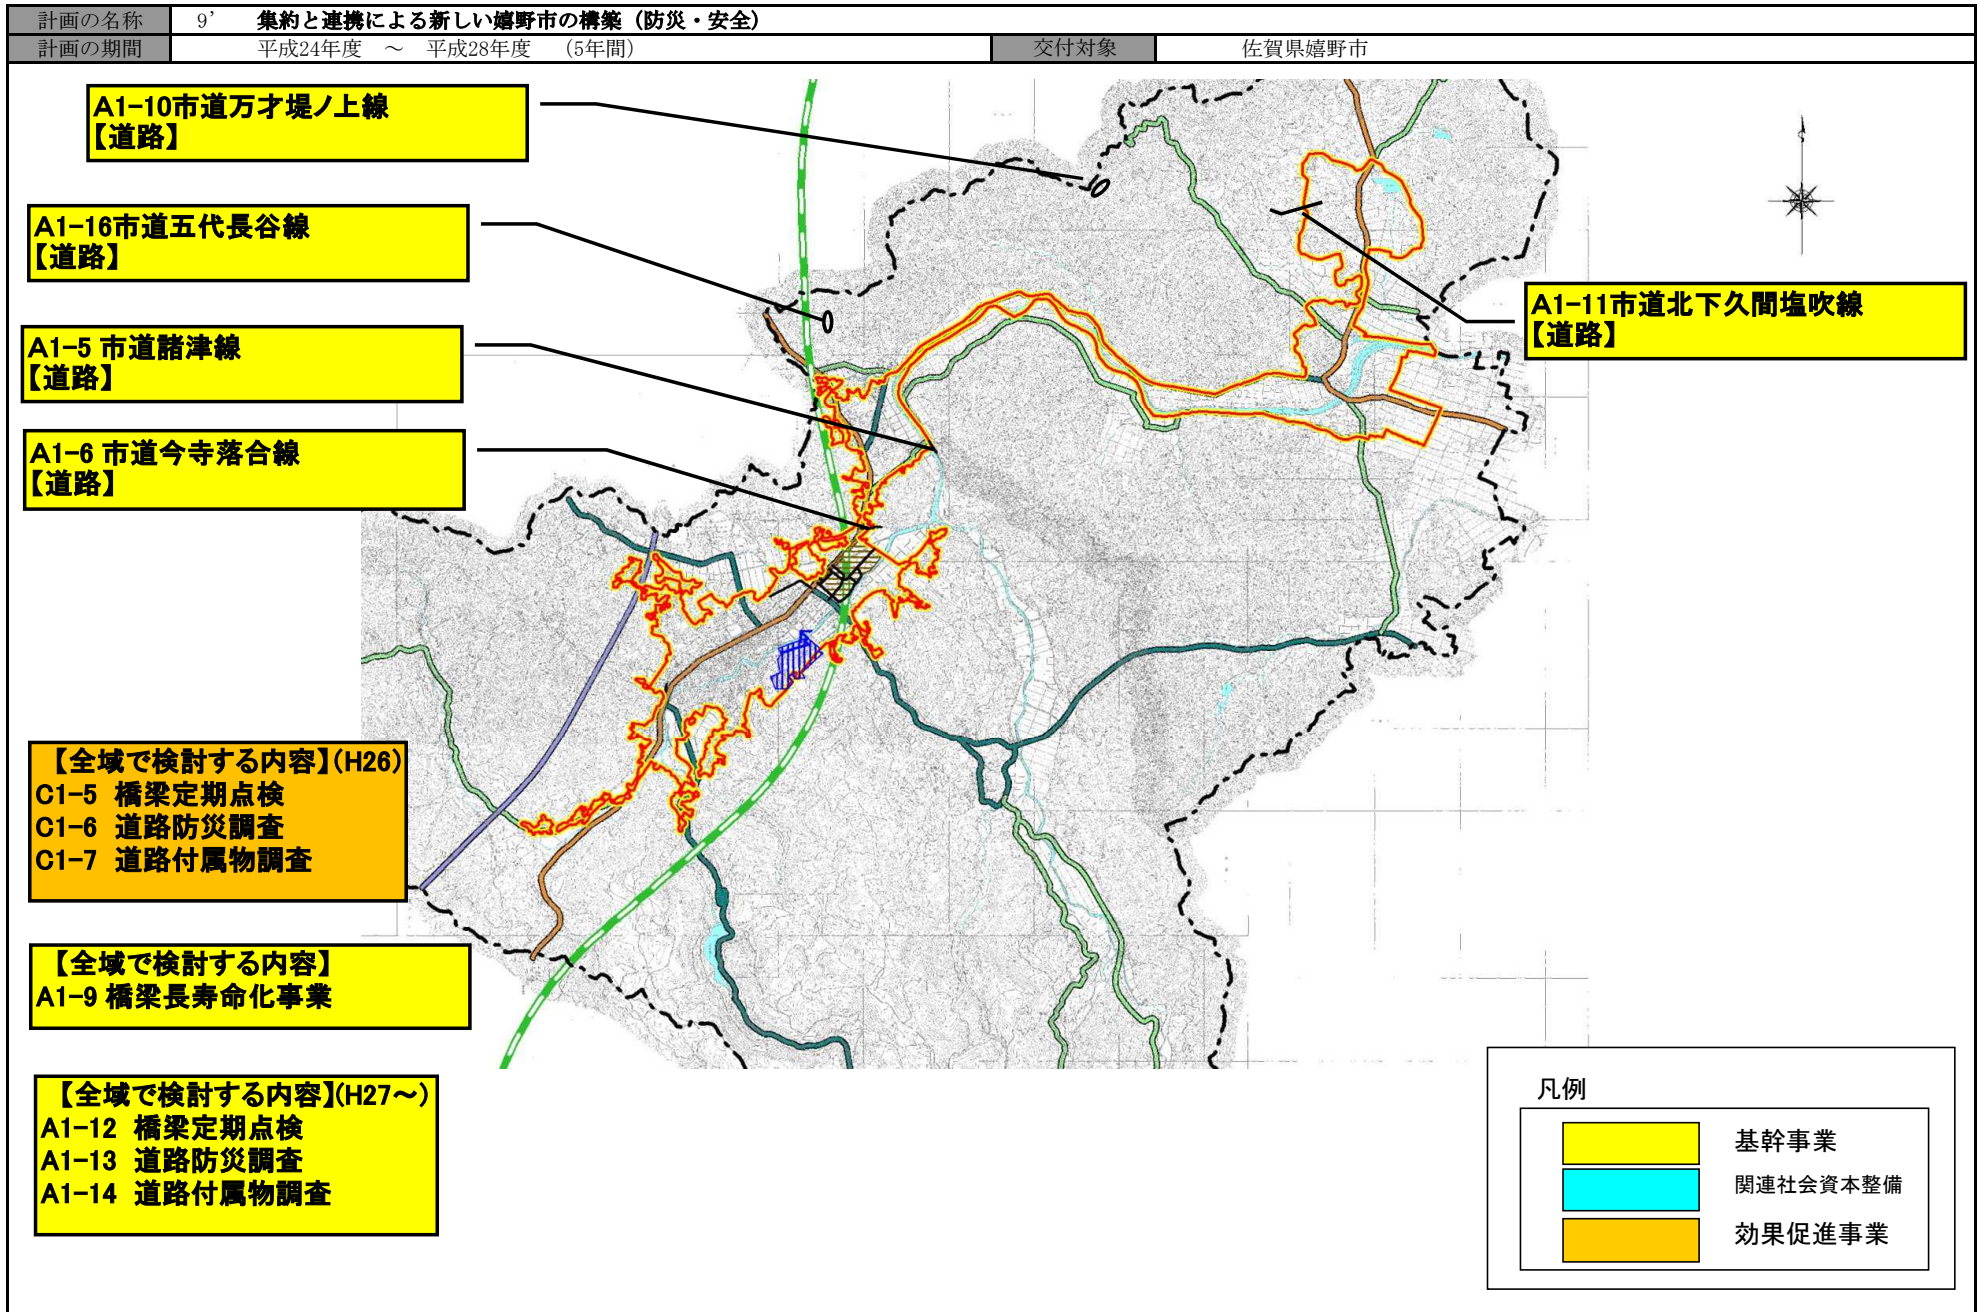 計画の名称 9’ 集約と連携による新しい嬉野市の構築（防災・安全）
計画の期間 平成24年度 ～ 平成28年度 （5年間） 交付対象 佐賀県嬉野市
A1-10市道万才堤ノ上線
【道路】
A1-16市道五代長谷線
【道路】
A1-5 市道諸津線
【道路】
A1-6 市道今寺落合線
【道路】
A1-11市道北下久間塩吹線
【道路】
【全域で検討する内容】(H26)
C1-5 橋梁定期点検
C1-6 道路防災調査
C1-7 道路付属物調査
【全域で検討する内容】
A1-9 橋梁長寿命化事業
【全域で検討する内容】(H27～)
A1-12 橋梁定期点検
A1-13 道路防災調査
A1-14 道路付属物調査
凡例
基幹事業
関連社会資本整備
効果促進事業